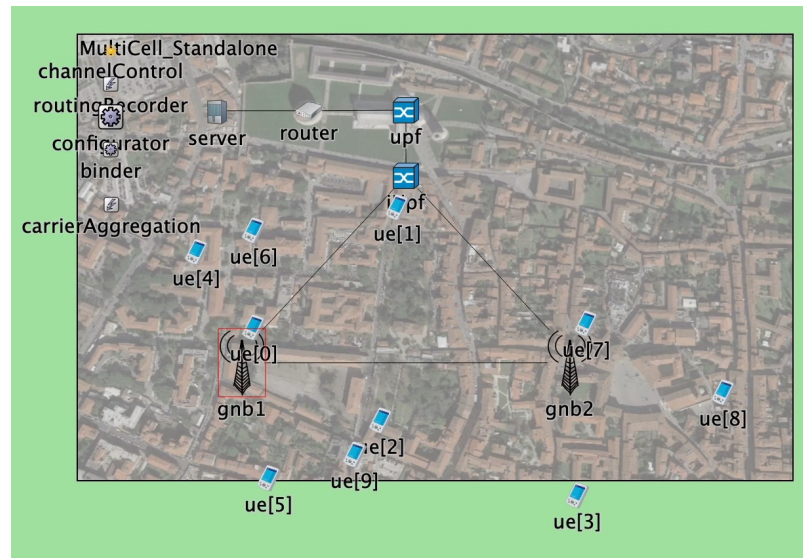 MultiCell_Standalone
channelControl
routingRecorder
server
router
upf
configurator
binder
carrierAggregation
ue[1]
ue[6]
ue[4]
ue[0]
ue[7]
gnb1
gnb2
ue[8]
ue[2]
ue[9]
ue[5]
ue[3]